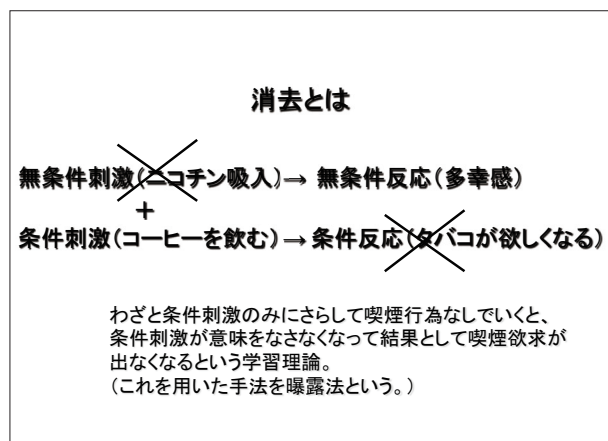 消去とは
無条件刺激(ニコチン吸入)→ 無条件反応(多幸感)
+
条件刺激(コーヒーを飲む)→ 条件反応(タバコが欲しくなる)
わざと条件刺激のみにさらして喫煙行為なしでいくと、
条件刺激が意味をなさなくなって結果として喫煙欲求が
出なくなるという学習理論。
(これを用いた手法を曝露法という。)